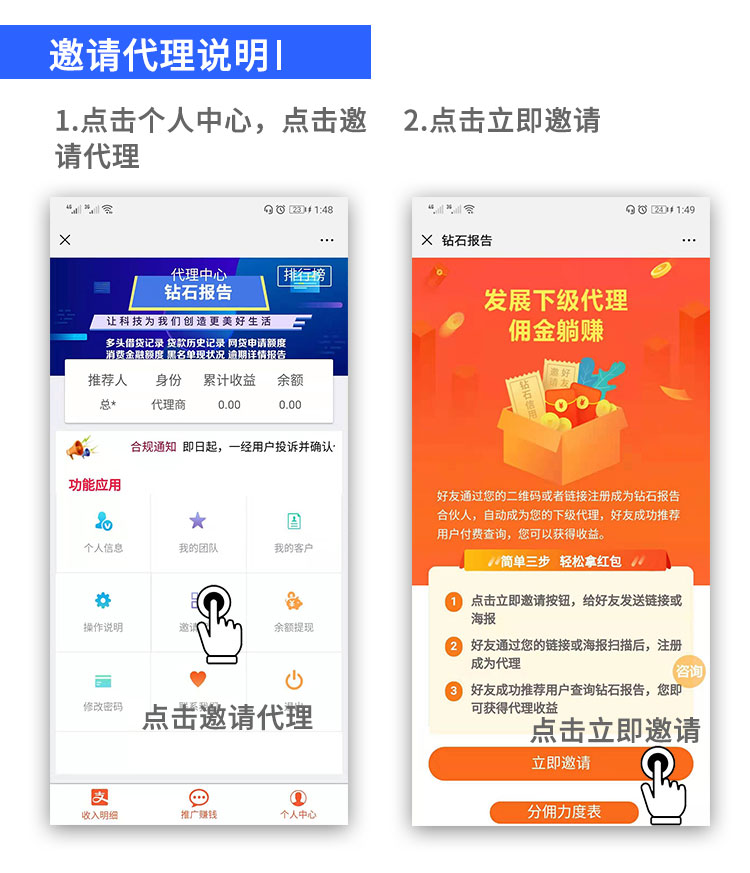 邀请代理说明
1.点击个人中心，点击邀
请代理
2.点击立即邀请
4G 3G 23 1:48
代理中心
排行榜
钻石报告
让科技为我们创造更美好生活
多头借贷记录 贷款历史记录 网贷申请额度
消费金融额度 黑名单现状况 逾期详情报告
推荐人 身份 累计收益 余额
总* 代理商 0.00 0.00
合规通知 即日起，一经用户投诉并确认
功能应用
个人信息 我的团队 我的客户
操作说明 邀请 余额提现
修改密码 联系我们 退出
点击邀请代理
收入明细 推广赚钱 个人中心
4G 3G 24 1:49
钻石报告
发展下级代理
佣金躺赚
邀好
请友
钻石信用
好友通过您的二维码或者链接注册成为钻石报告
合伙人，自动成为您的下级代理，好友成功推荐
用户付费查询，您可以获得收益。
简单三步 轻松拿红包
1 点击立即邀请按钮，给好友发送链接或
海报
2 好友通过您的链接或海报扫描后，注册
成为代理
咨询
3 好友成功推荐用户查询钻石报告，您即
可获得代理收益
点击立即邀请
立即邀请
分佣力度表